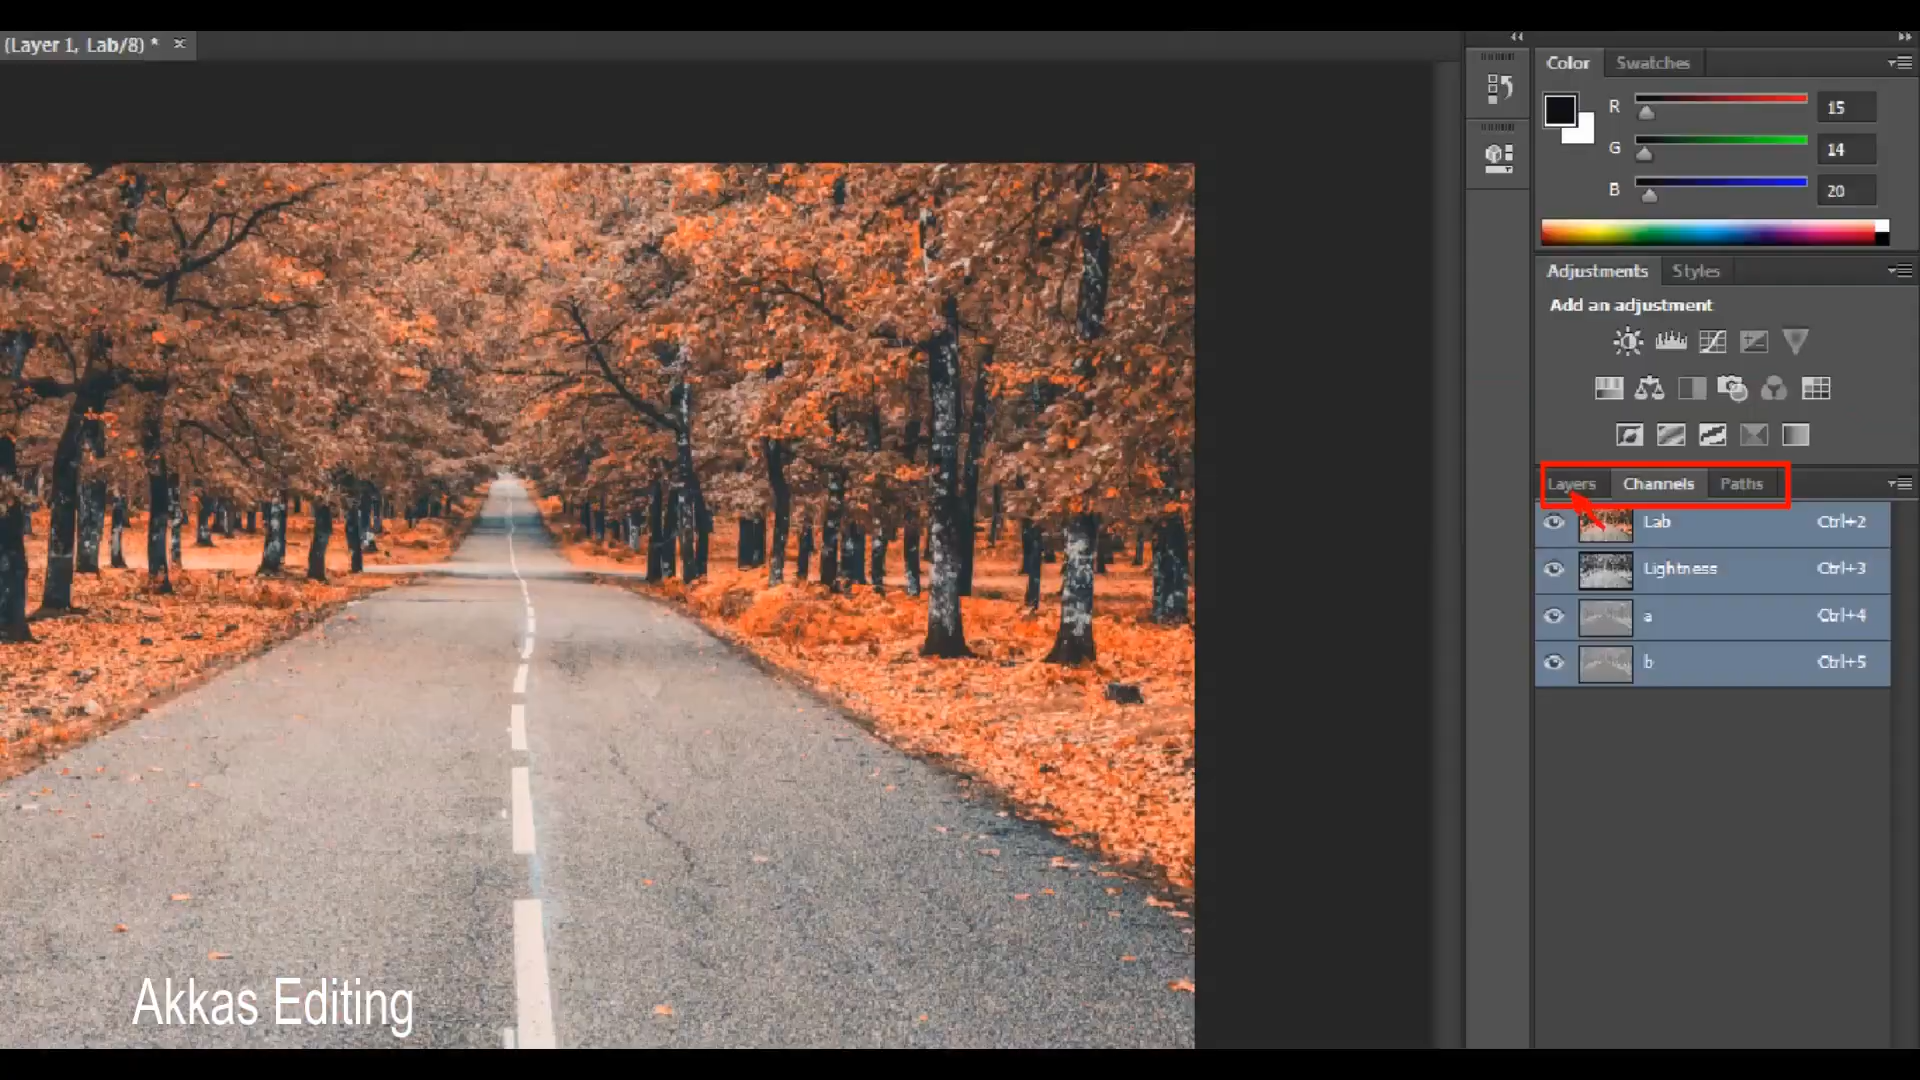 (Layer 1, Lab/8) *
Color Swatches
R 15
G 14
B 20
Adjustments Styles
Add an adjustment
Layers Channels Paths
Lab Ctrl+2
Lightness Ctrl+3
a Ctrl+4
b Ctrl+5
Akkas Editing